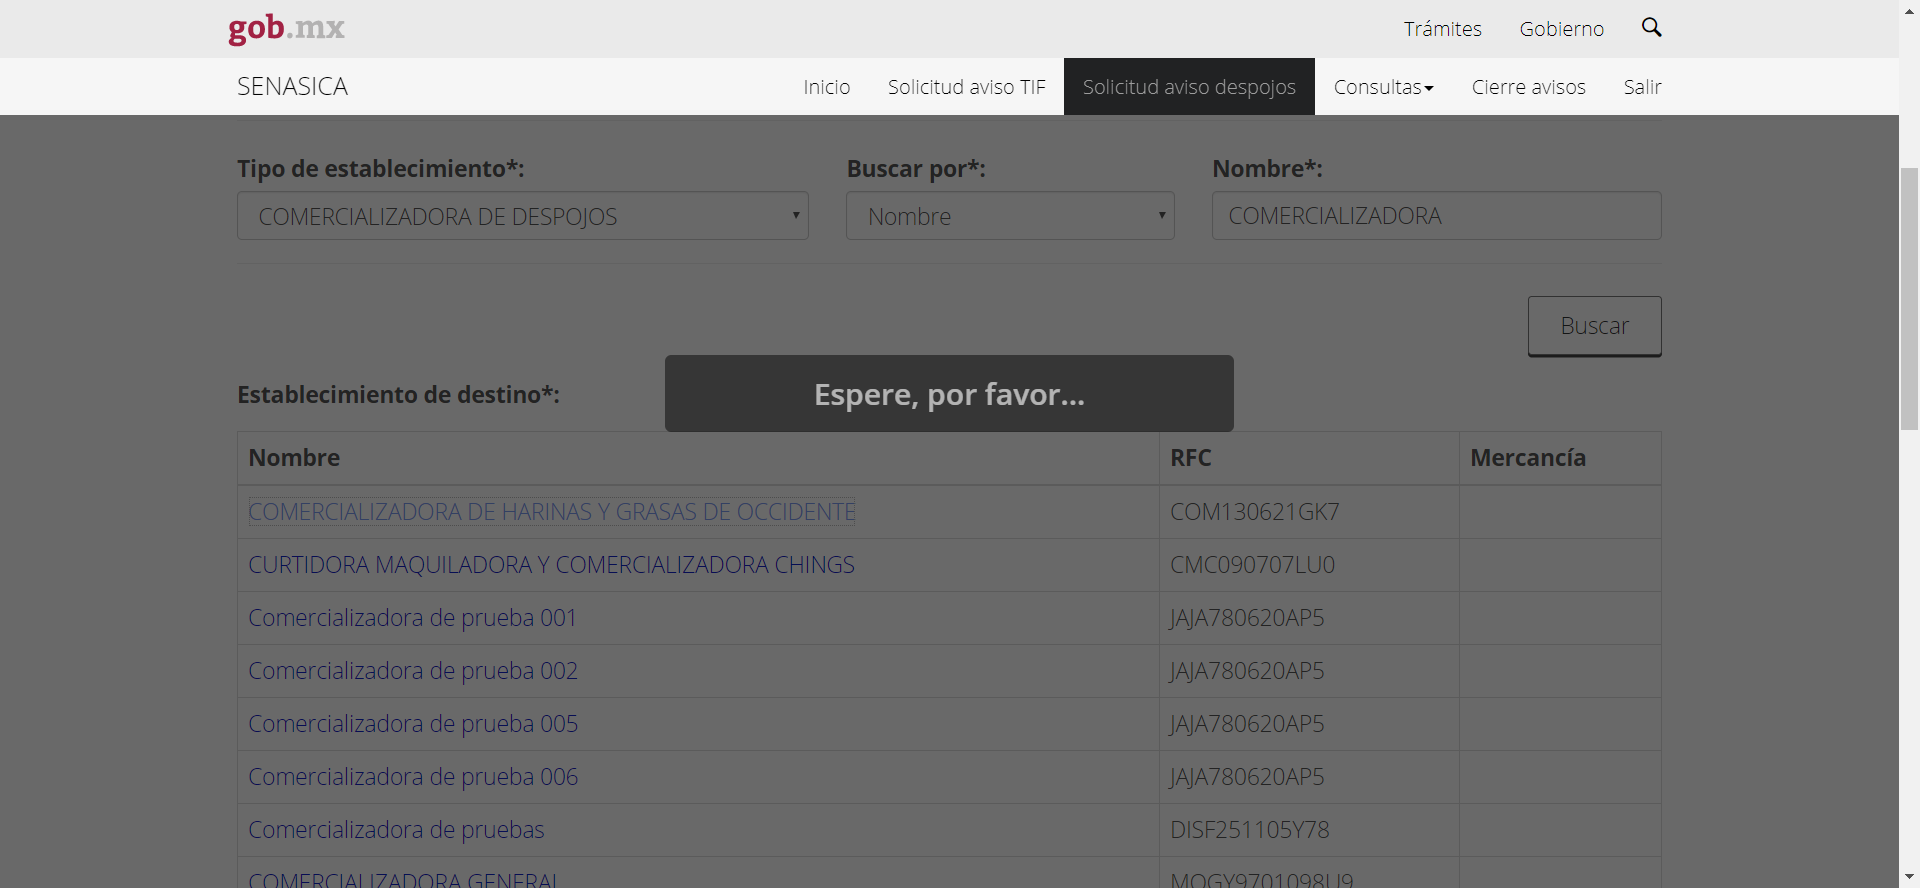 gob.mx
Trámites
Gobierno
SENASICA
Inicio
Solicitud aviso TIF
Solicitud aviso despojos
Consultas
Cierre avisos
Salir
Tipo de establecimiento*:
Buscar por*:
Nombre*:
COMERCIALIZADORA DE DESPOJOS
Nombre
COMERCIALIZADORA
Buscar
Espere, por favor...
Establecimiento de destino*:
Nombre RFC Mercancía
COMERCIALIZADORA DE HARINAS Y GRASAS DE OCCIDENTE COM130621GK7
CURTIDORA MAQUILADORA Y COMERCIALIZADORA CHINGS CMC090707LU0
Comercializadora de prueba 001 JAJA780620AP5
Comercializadora de prueba 002 JAJA780620AP5
Comercializadora de prueba 005 JAJA780620AP5
Comercializadora de prueba 006 JAJA780620AP5
Comercializadora de pruebas DISF251105Y78
COMERCIALIZADORA GENERAL MOGY9701098U9